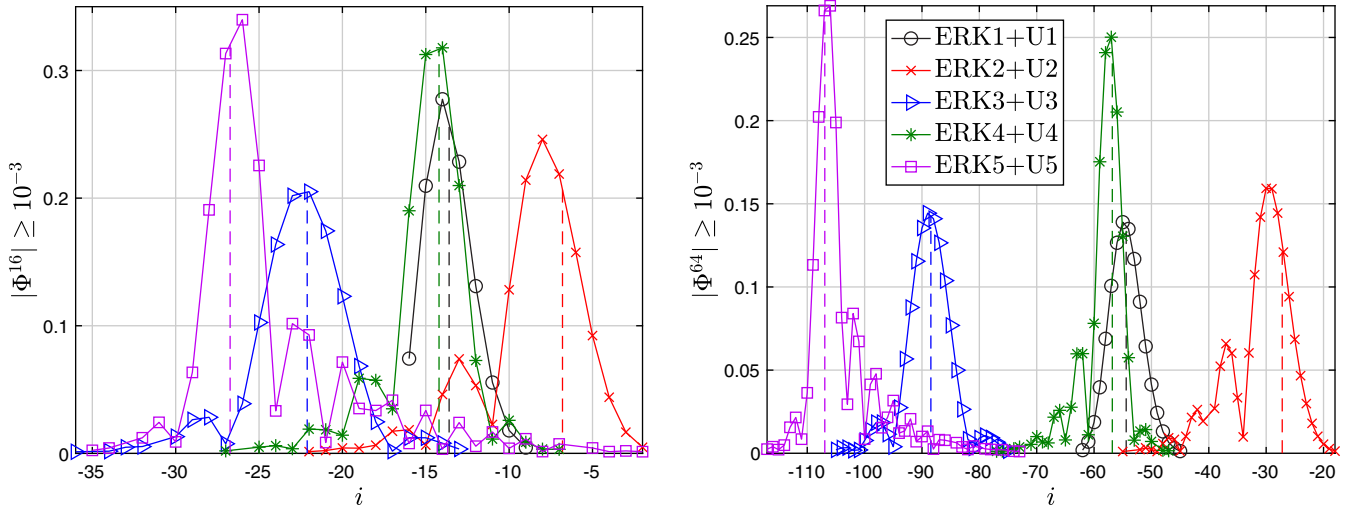 |Φ^16| ≥ 10^−3
0.3
0.2
0.1
0
-35 -30 -25 -20 -15 -10 -5
i
|Φ^64| ≥ 10^−3
0.25
0.2
0.15
0.1
0.05
0
-110 -100 -90 -80 -70 -60 -50 -40 -30 -20
i
ERK1+U1
ERK2+U2
ERK3+U3
ERK4+U4
ERK5+U5